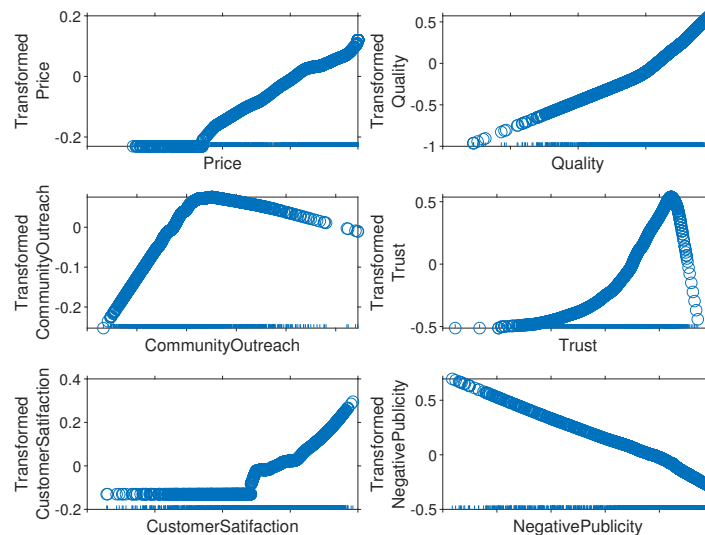 0.2
0
-0.2
Transformed
Price
Price
0.5
0
-0.5
-1
Transformed
Quality
Quality
0
-0.1
-0.2
Transformed
CommunityOutreach
CommunityOutreach
0.5
0
-0.5
Transformed
Trust
Trust
0.4
0.2
0
-0.2
Transformed
CustomerSatifaction
CustomerSatifaction
0.5
0
-0.5
Transformed
NegativePublicity
NegativePublicity